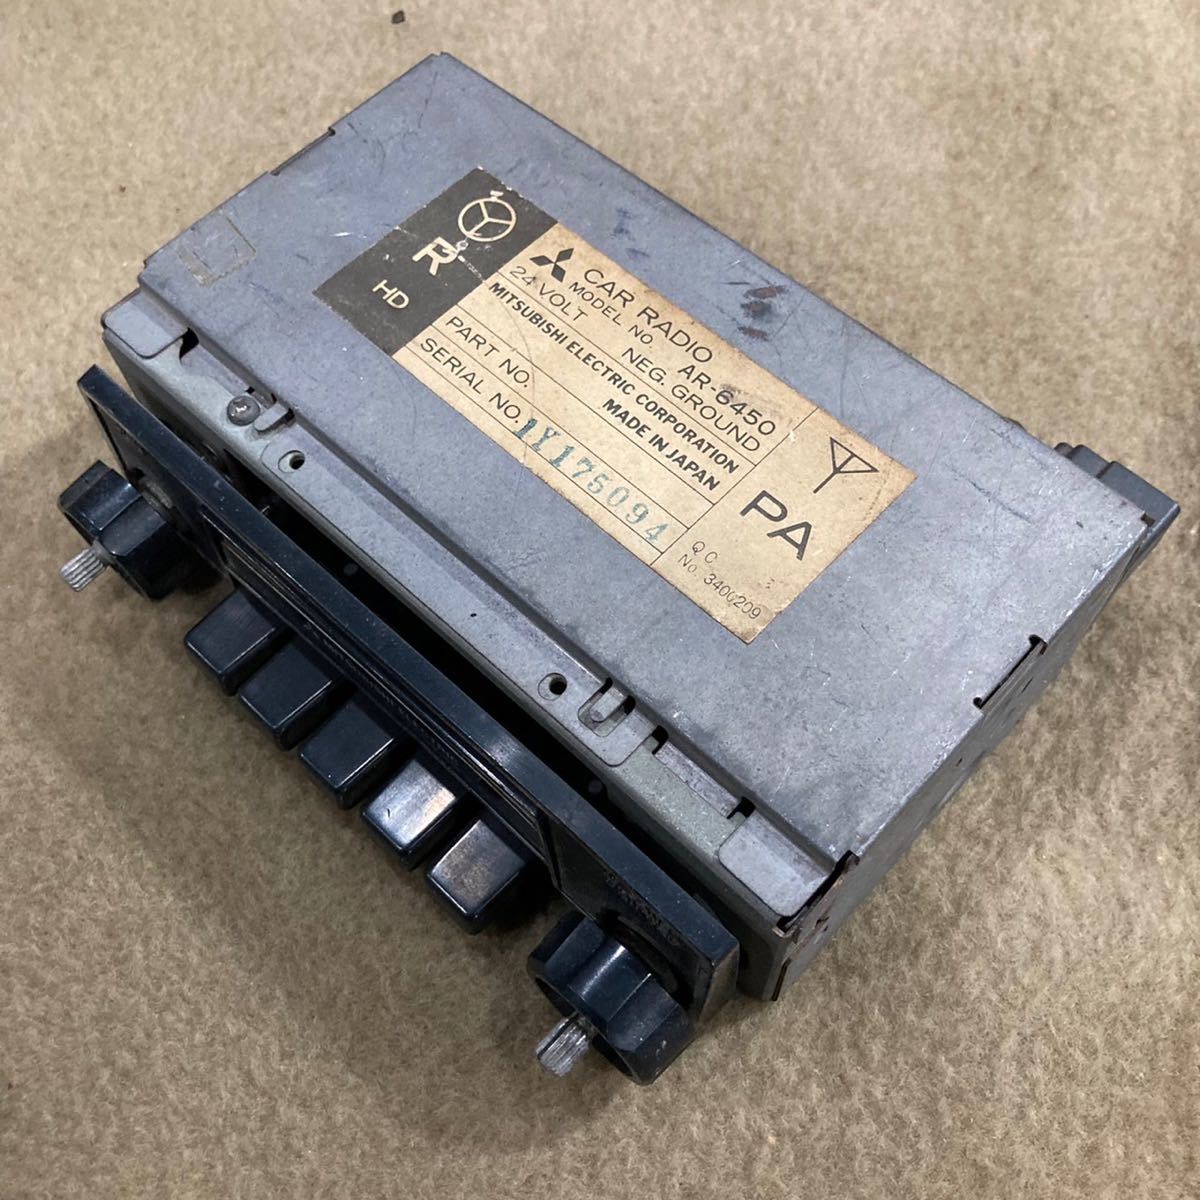 R
HD
CAR RADIO
MODEL NO. AR-6450
24 VOLT NEG. GROUND
MITSUBISHI ELECTRIC CORPORATION
MADE IN JAPAN
PART NO.
SERIAL NO. 1Y175094
PA
QC
No. 3400209